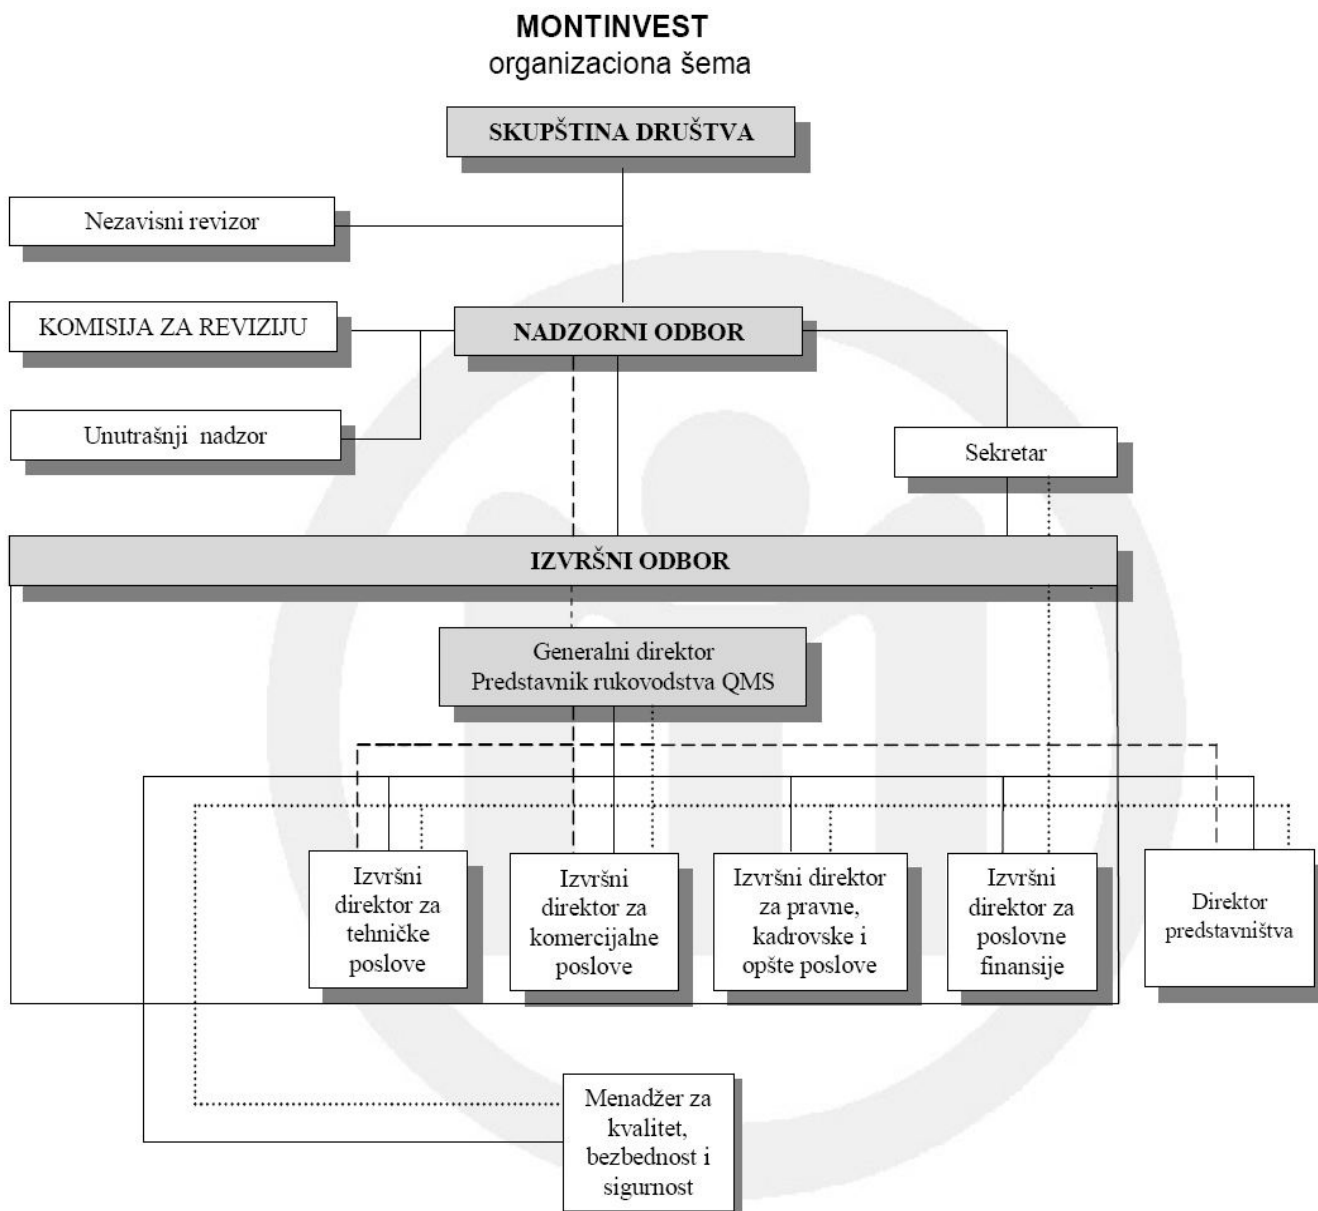 MONTINVEST
organizaciona šema
SKUPŠTINA DRUŠTVA
Nezavisni revizor
KOMISIJA ZA REVIZIJU
NADZORNI ODBOR
Unutrašnji nadzor
Sekretar
IZVRŠNI ODBOR
Generalni direktor
Predstavnik rukovodstva QMS
Izvršni
direktor za
tehničke
poslove
Izvršni
direktor za
komercijalne
poslove
Izvršni direktor
za pravne,
kadrovske i
opšte poslove
Izvršni
direktor za
poslovne
finansije
Direktor
predstavništva
Menadžer za
kvalitet,
bezbednost i
sigurnost